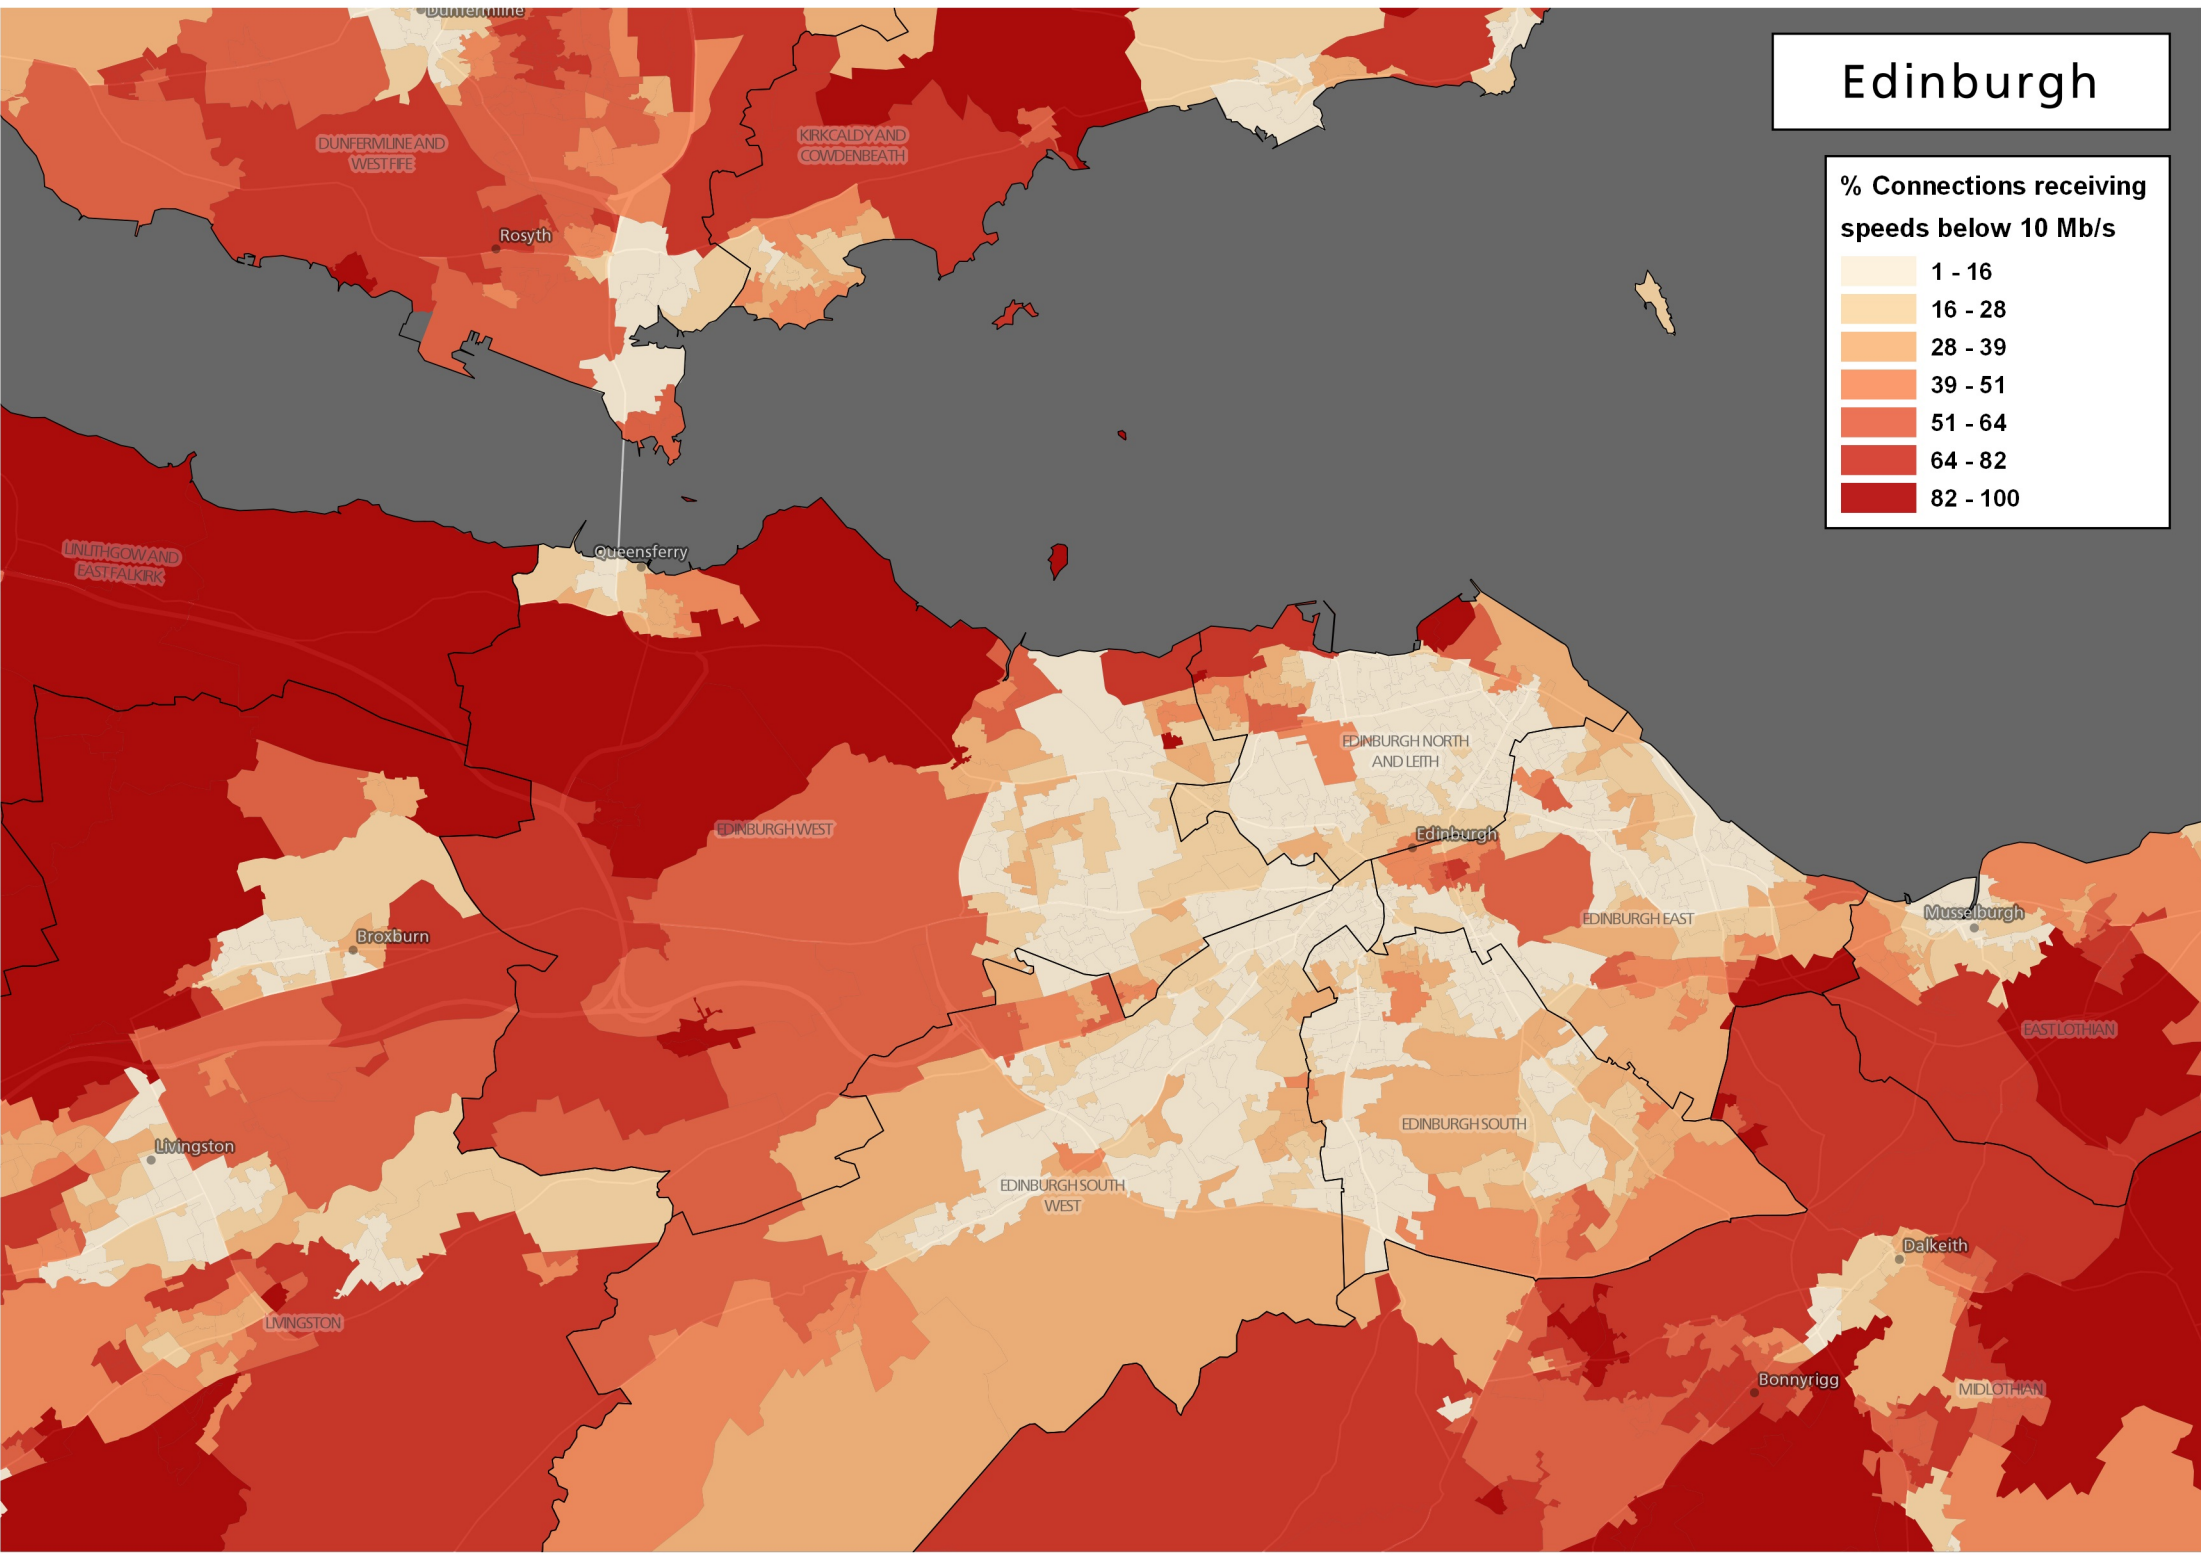 Dunfermline
Edinburgh
% Connections receiving
speeds below 10 Mb/s
1 - 16
16 - 28
28 - 39
39 - 51
51 - 64
64 - 82
82 - 100
DUNFERMLINE AND
WEST FIFE
KIRKCALDY AND
COWDENBEATH
Rosyth
LINLITHGOW AND
EAST FALKIRK
Queensferry
EDINBURGH NORTH
AND LEITH
EDINBURGH WEST
Edinburgh
Broxburn
EDINBURGH EAST
Musselburgh
EAST LOTHIAN
Livingston
EDINBURGH SOUTH
EDINBURGH SOUTH
WEST
Dalkeith
LIVINGSTON
Bonnyrigg
MIDLOTHIAN